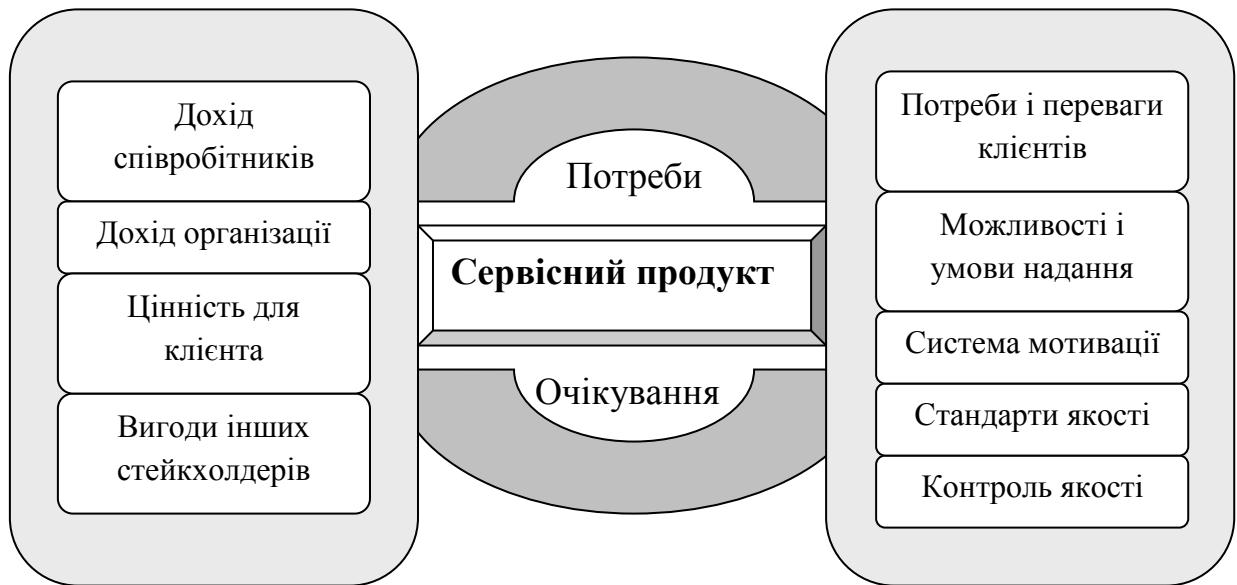 Дохід
співробітників
Дохід організації
Цінність для
клієнта
Вигоди інших
стейкхолдерів
Потреби
Сервісний продукт
Очікування
Потреби і переваги
клієнтів
Можливості і
умови надання
Система мотивації
Стандарти якості
Контроль якості